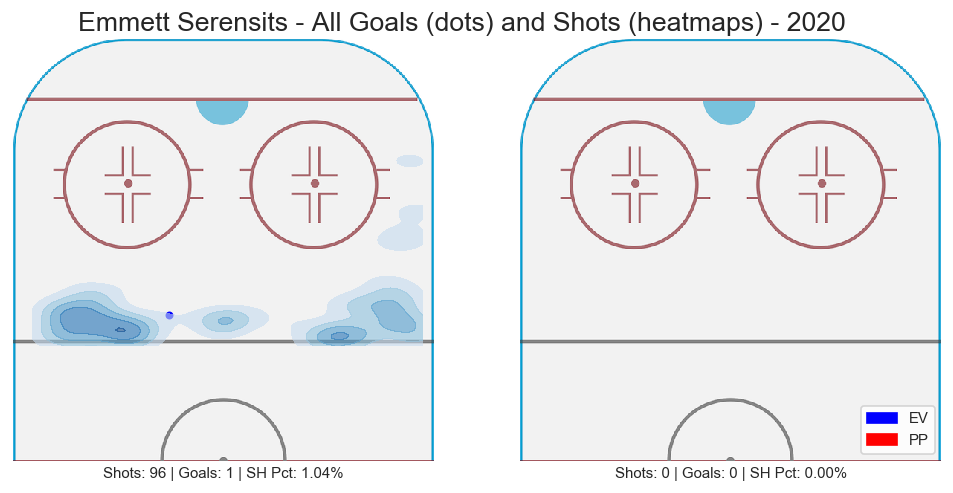 Emmett Serensits - All Goals (dots) and Shots (heatmaps) - 2020
EV
PP
Shots: 96 | Goals: 1 | SH Pct: 1.04%
Shots: 0 | Goals: 0 | SH Pct: 0.00%